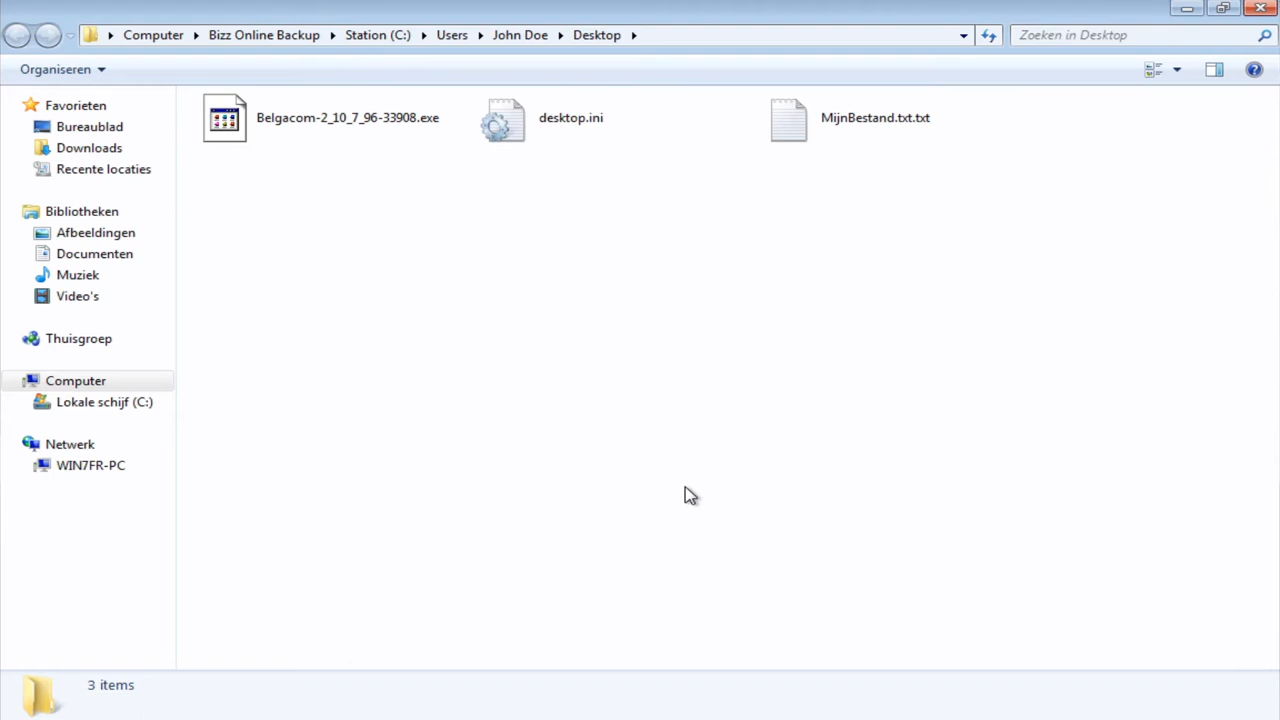 Computer Bizz Online Backup Station (C:) Users John Doe Desktop
Zoeken in Desktop
Organiseren
Favorieten
Bureaublad
Downloads
Recente locaties
Bibliotheken
Afbeeldingen
Documenten
Muziek
Video's
Thuisgroep
Computer
Lokale schijf (C:)
Netwerk
WIN7FR-PC
Belgacom-2_10_7_96-33908.exe
desktop.ini
MijnBestand.txt.txt
3 items